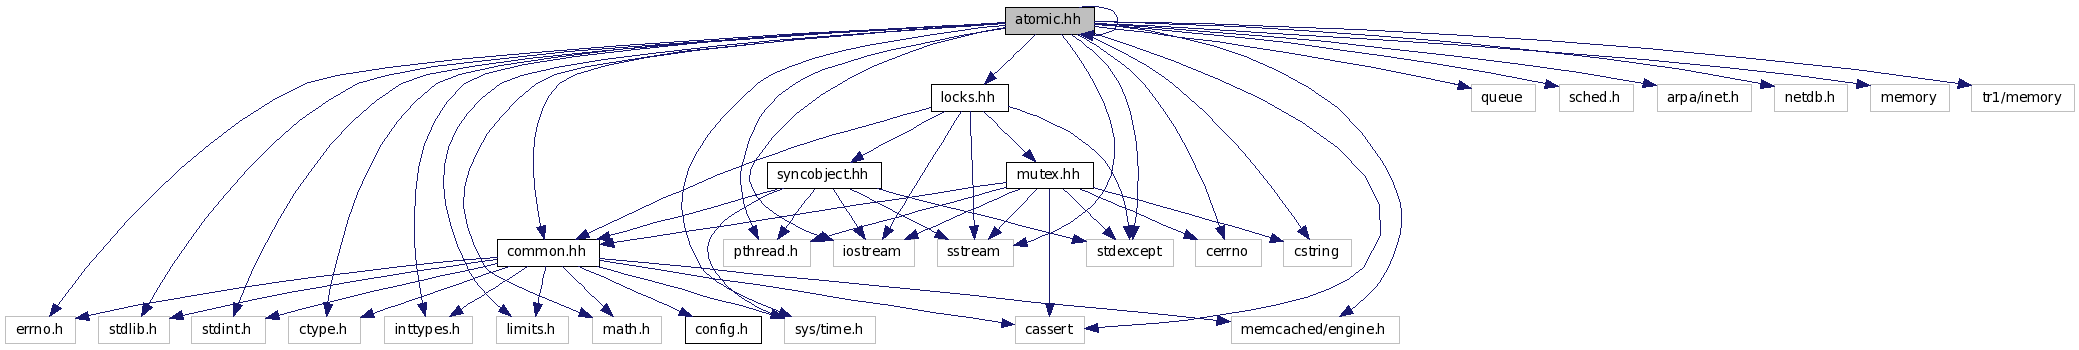 atomic.hh
locks.hh
queue
sched.h
arpa/inet.h
netdb.h
memory
tr1/memory
syncobject.hh
mutex.hh
common.hh
pthread.h
iostream
sstream
stdexcept
cerrno
cstring
errno.h
stdlib.h
stdint.h
ctype.h
inttypes.h
limits.h
math.h
config.h
sys/time.h
cassert
memcached/engine.h